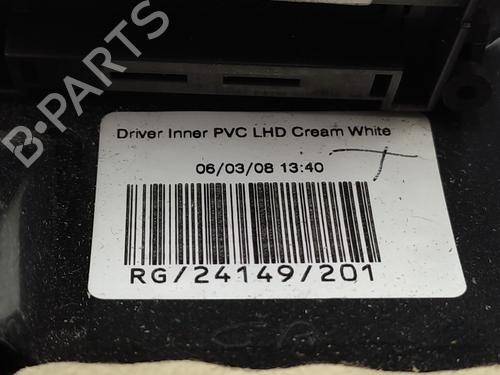 Driver Inner PVC LHD Cream White
06/03/08 13:40
RG/24149/201
B-PARTS